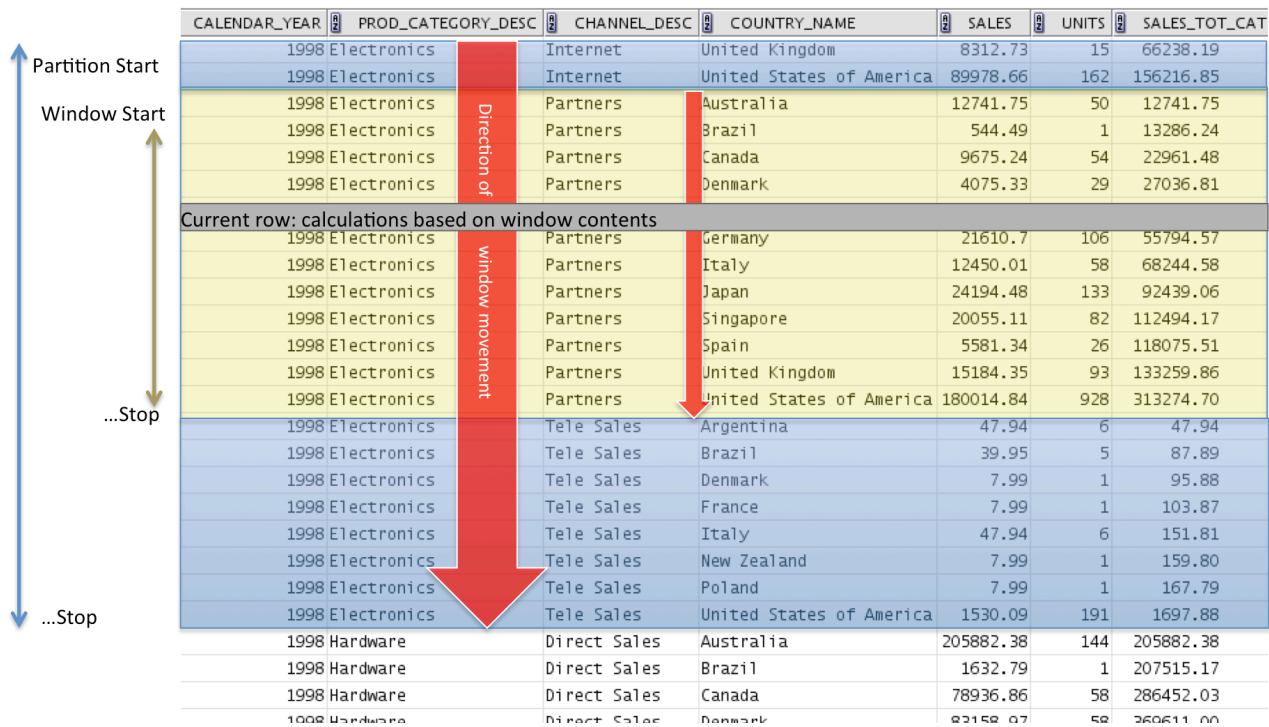 CALENDAR_YEAR PROD_CATEGORY_DESC CHANNEL_DESC COUNTRY_NAME SALES UNITS SALES_TOT_CAT
1998 Electronics Internet United Kingdom 8312.73 15 66238.19
Partition Start
1998 Electronics Internet United States of America 89978.66 162 156216.85
Window Start
1998 Electronics Partners Australia 12741.75 50 12741.75
1998 Electronics Partners Brazil 544.49 1 13286.24
1998 Electronics Partners Canada 9675.24 54 22961.48
1998 Electronics Partners Denmark 4075.33 29 27036.81
Direction of window movement
Current row: calculations based on window contents
1998 Electronics Partners Germany 21610.7 106 55794.57
1998 Electronics Partners Italy 12450.01 58 68244.58
1998 Electronics Partners Japan 24194.48 133 92439.06
1998 Electronics Partners Singapore 20055.11 82 112494.17
1998 Electronics Partners Spain 5581.34 26 118075.51
1998 Electronics Partners United Kingdom 15184.35 93 133259.86
1998 Electronics Partners United States of America 180014.84 928 313274.70
...Stop
1998 Electronics Tele Sales Argentina 47.94 6 47.94
1998 Electronics Tele Sales Brazil 39.95 5 87.89
1998 Electronics Tele Sales Denmark 7.99 1 95.88
1998 Electronics Tele Sales France 7.99 1 103.87
1998 Electronics Tele Sales Italy 47.94 6 151.81
1998 Electronics Tele Sales New Zealand 7.99 1 159.80
1998 Electronics Tele Sales Poland 7.99 1 167.79
1998 Electronics Tele Sales United States of America 1530.09 191 1697.88
...Stop
1998 Hardware Direct Sales Australia 205882.38 144 205882.38
1998 Hardware Direct Sales Brazil 1632.79 1 207515.17
1998 Hardware Direct Sales Canada 78936.86 58 286452.03
1998 Hardware Direct Sales Denmark 83158.97 58 369611.00